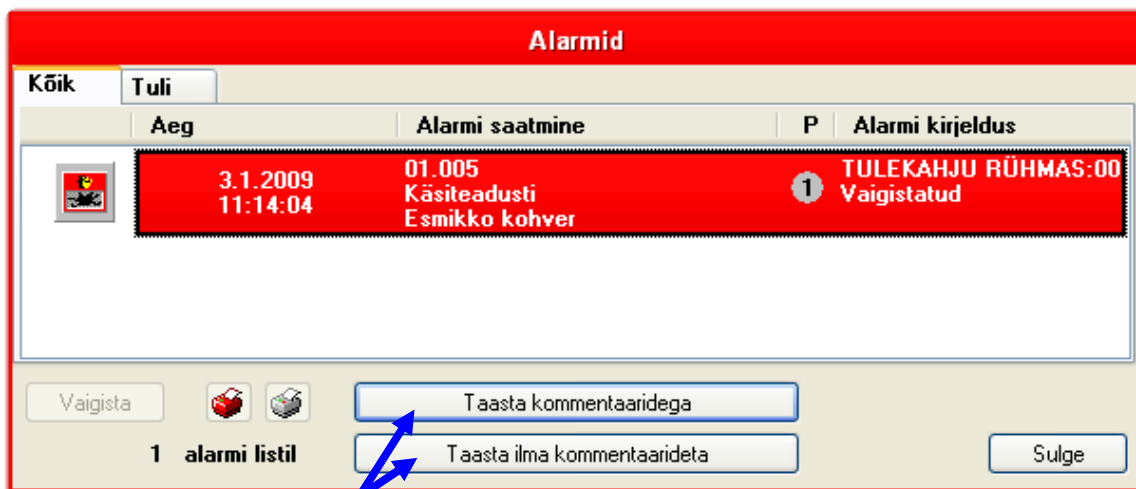 Alarmid
Kõik Tuli
Aeg Alarmi saatmine P Alarmi kirjeldus
3.1.2009 11:14:04
01.005
Käsiteadusti
Esmikko kohver
1
TULEKAHJU RÜHMAS:00
Vaigistatud
Vaigista
Taasta kommentaaridega
1 alarmi listil
Taasta ilma kommentaarideta
Sulge